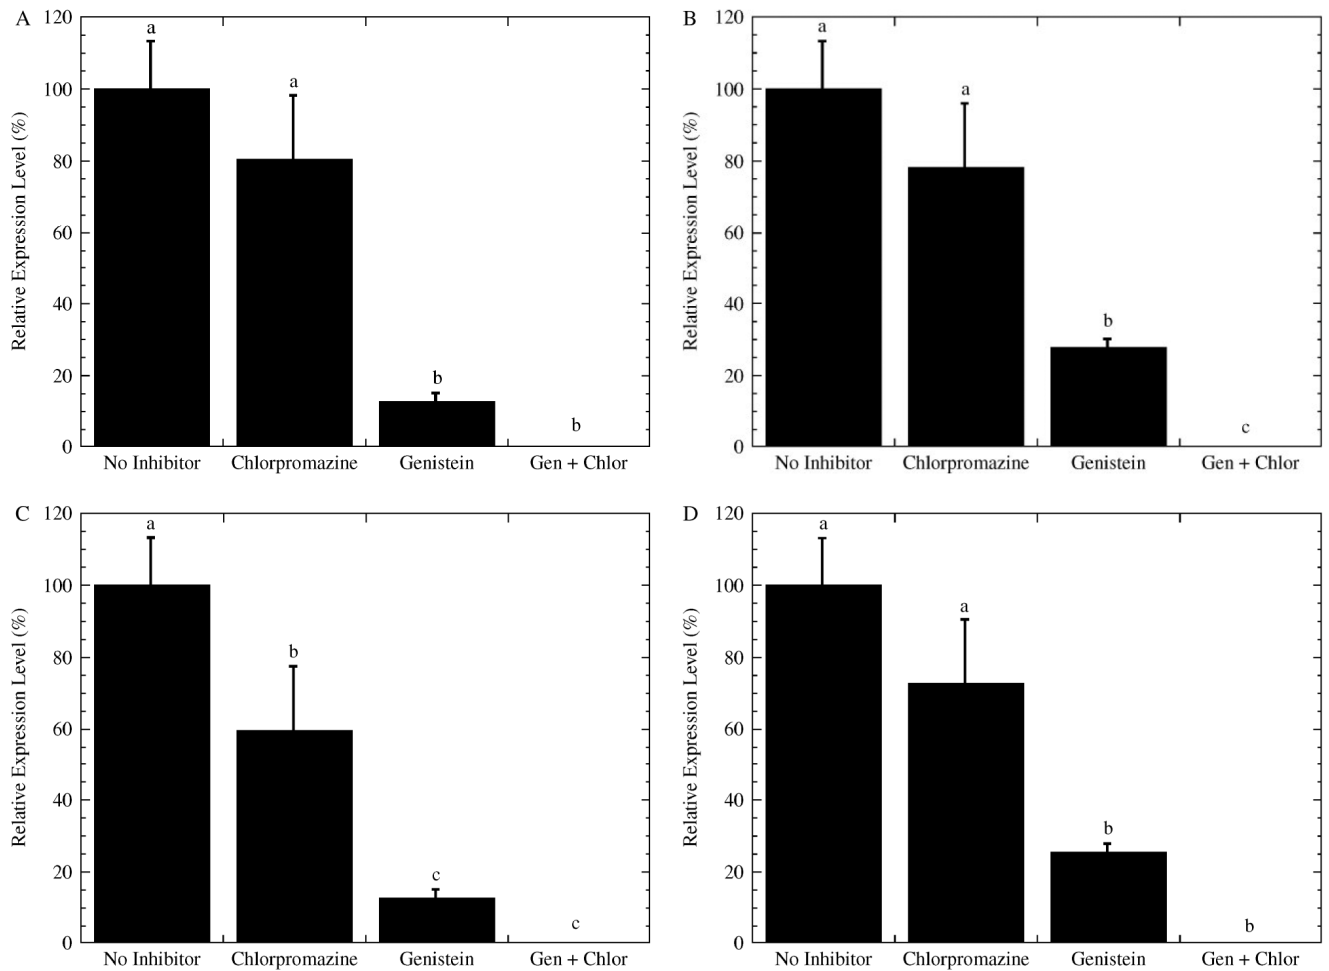 A
120
100
80
60
40
20
0
Relative Expression Level (%)
a
a
b
b
No Inhibitor Chlorpromazine Genistein Gen + Chlor
B
120
100
80
60
40
20
0
Relative Expression Level (%)
a
a
b
c
No Inhibitor Chlorpromazine Genistein Gen + Chlor
C
120
100
80
60
40
20
0
Relative Expression Level (%)
a
b
c
c
No Inhibitor Chlorpromazine Genistein Gen + Chlor
D
120
100
80
60
40
20
0
Relative Expression Level (%)
a
a
b
b
No Inhibitor Chlorpromazine Genistein Gen + Chlor